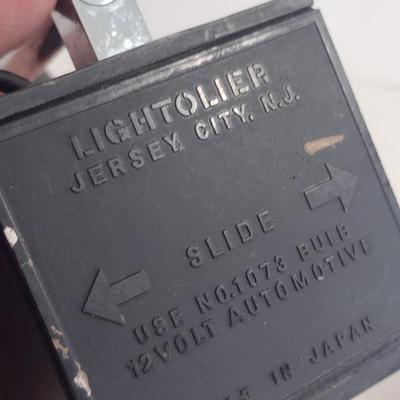 LIGHTOLIER
JERSEY CITY, N.J.
SLIDE
USE NO.1073 BULB
12 VOLT AUTOMOTIVE
IN JAPAN